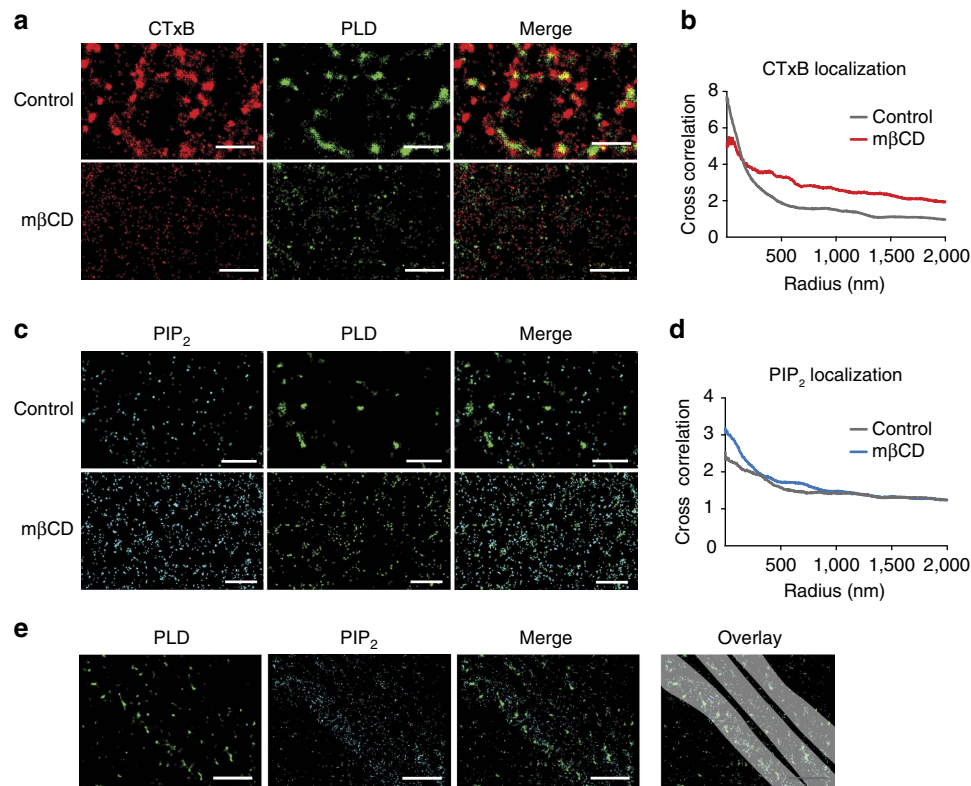 a
CTxB PLD Merge
Control
mβCD
b
CTxB localization
Cross correlation
8
6
4
2
0
Control
mβCD
500 1,000 1,500 2,000
Radius (nm)
c
PIP₂ PLD Merge
Control
mβCD
d
PIP₂ localization
Cross correlation
4
3
2
1
0
Control
mβCD
500 1,000 1,500 2,000
Radius (nm)
e
PLD PIP₂ Merge Overlay